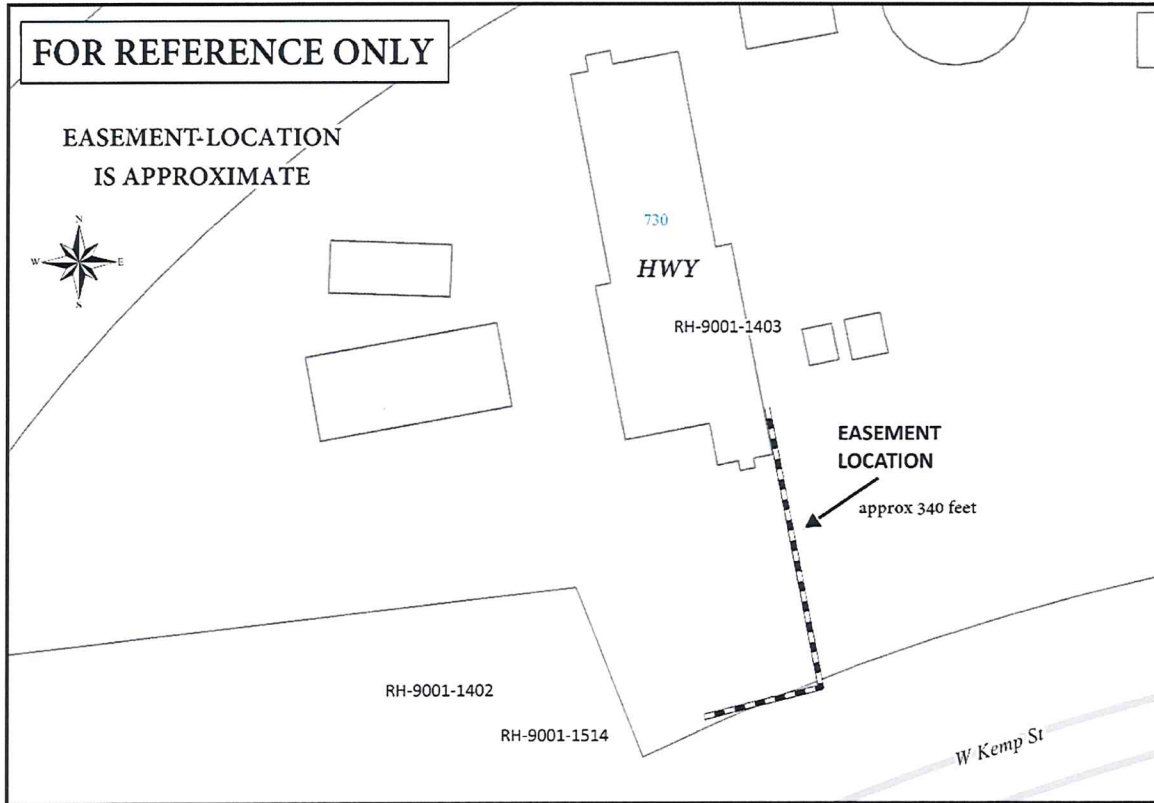 FOR REFERENCE ONLY
EASEMENT-LOCATION
IS APPROXIMATE
N
W E
S
730
HWY
RH-9001-1403
EASEMENT
LOCATION
approx 340 feet
RH-9001-1402
RH-9001-1514
W Kemp St